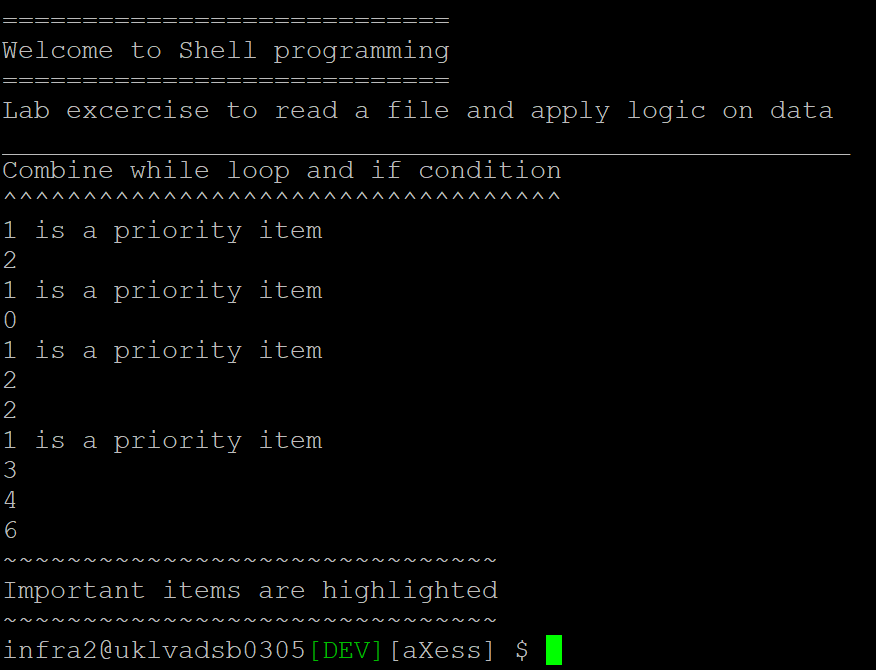 ============================
Welcome to Shell programming
============================
Lab excercise to read a file and apply logic on data
_____________________________________________________
Combine while loop and if condition
^^^^^^^^^^^^^^^^^^^^^^^^^^^^^^^^^^^
1 is a priority item
2
1 is a priority item
0
1 is a priority item
2
2
1 is a priority item
3
4
6
~~~~~~~~~~~~~~~~~~~~~~~~~~~~~~~
Important items are highlighted
~~~~~~~~~~~~~~~~~~~~~~~~~~~~~~~
infra2@uklvadsb0305[DEV][aXess] $